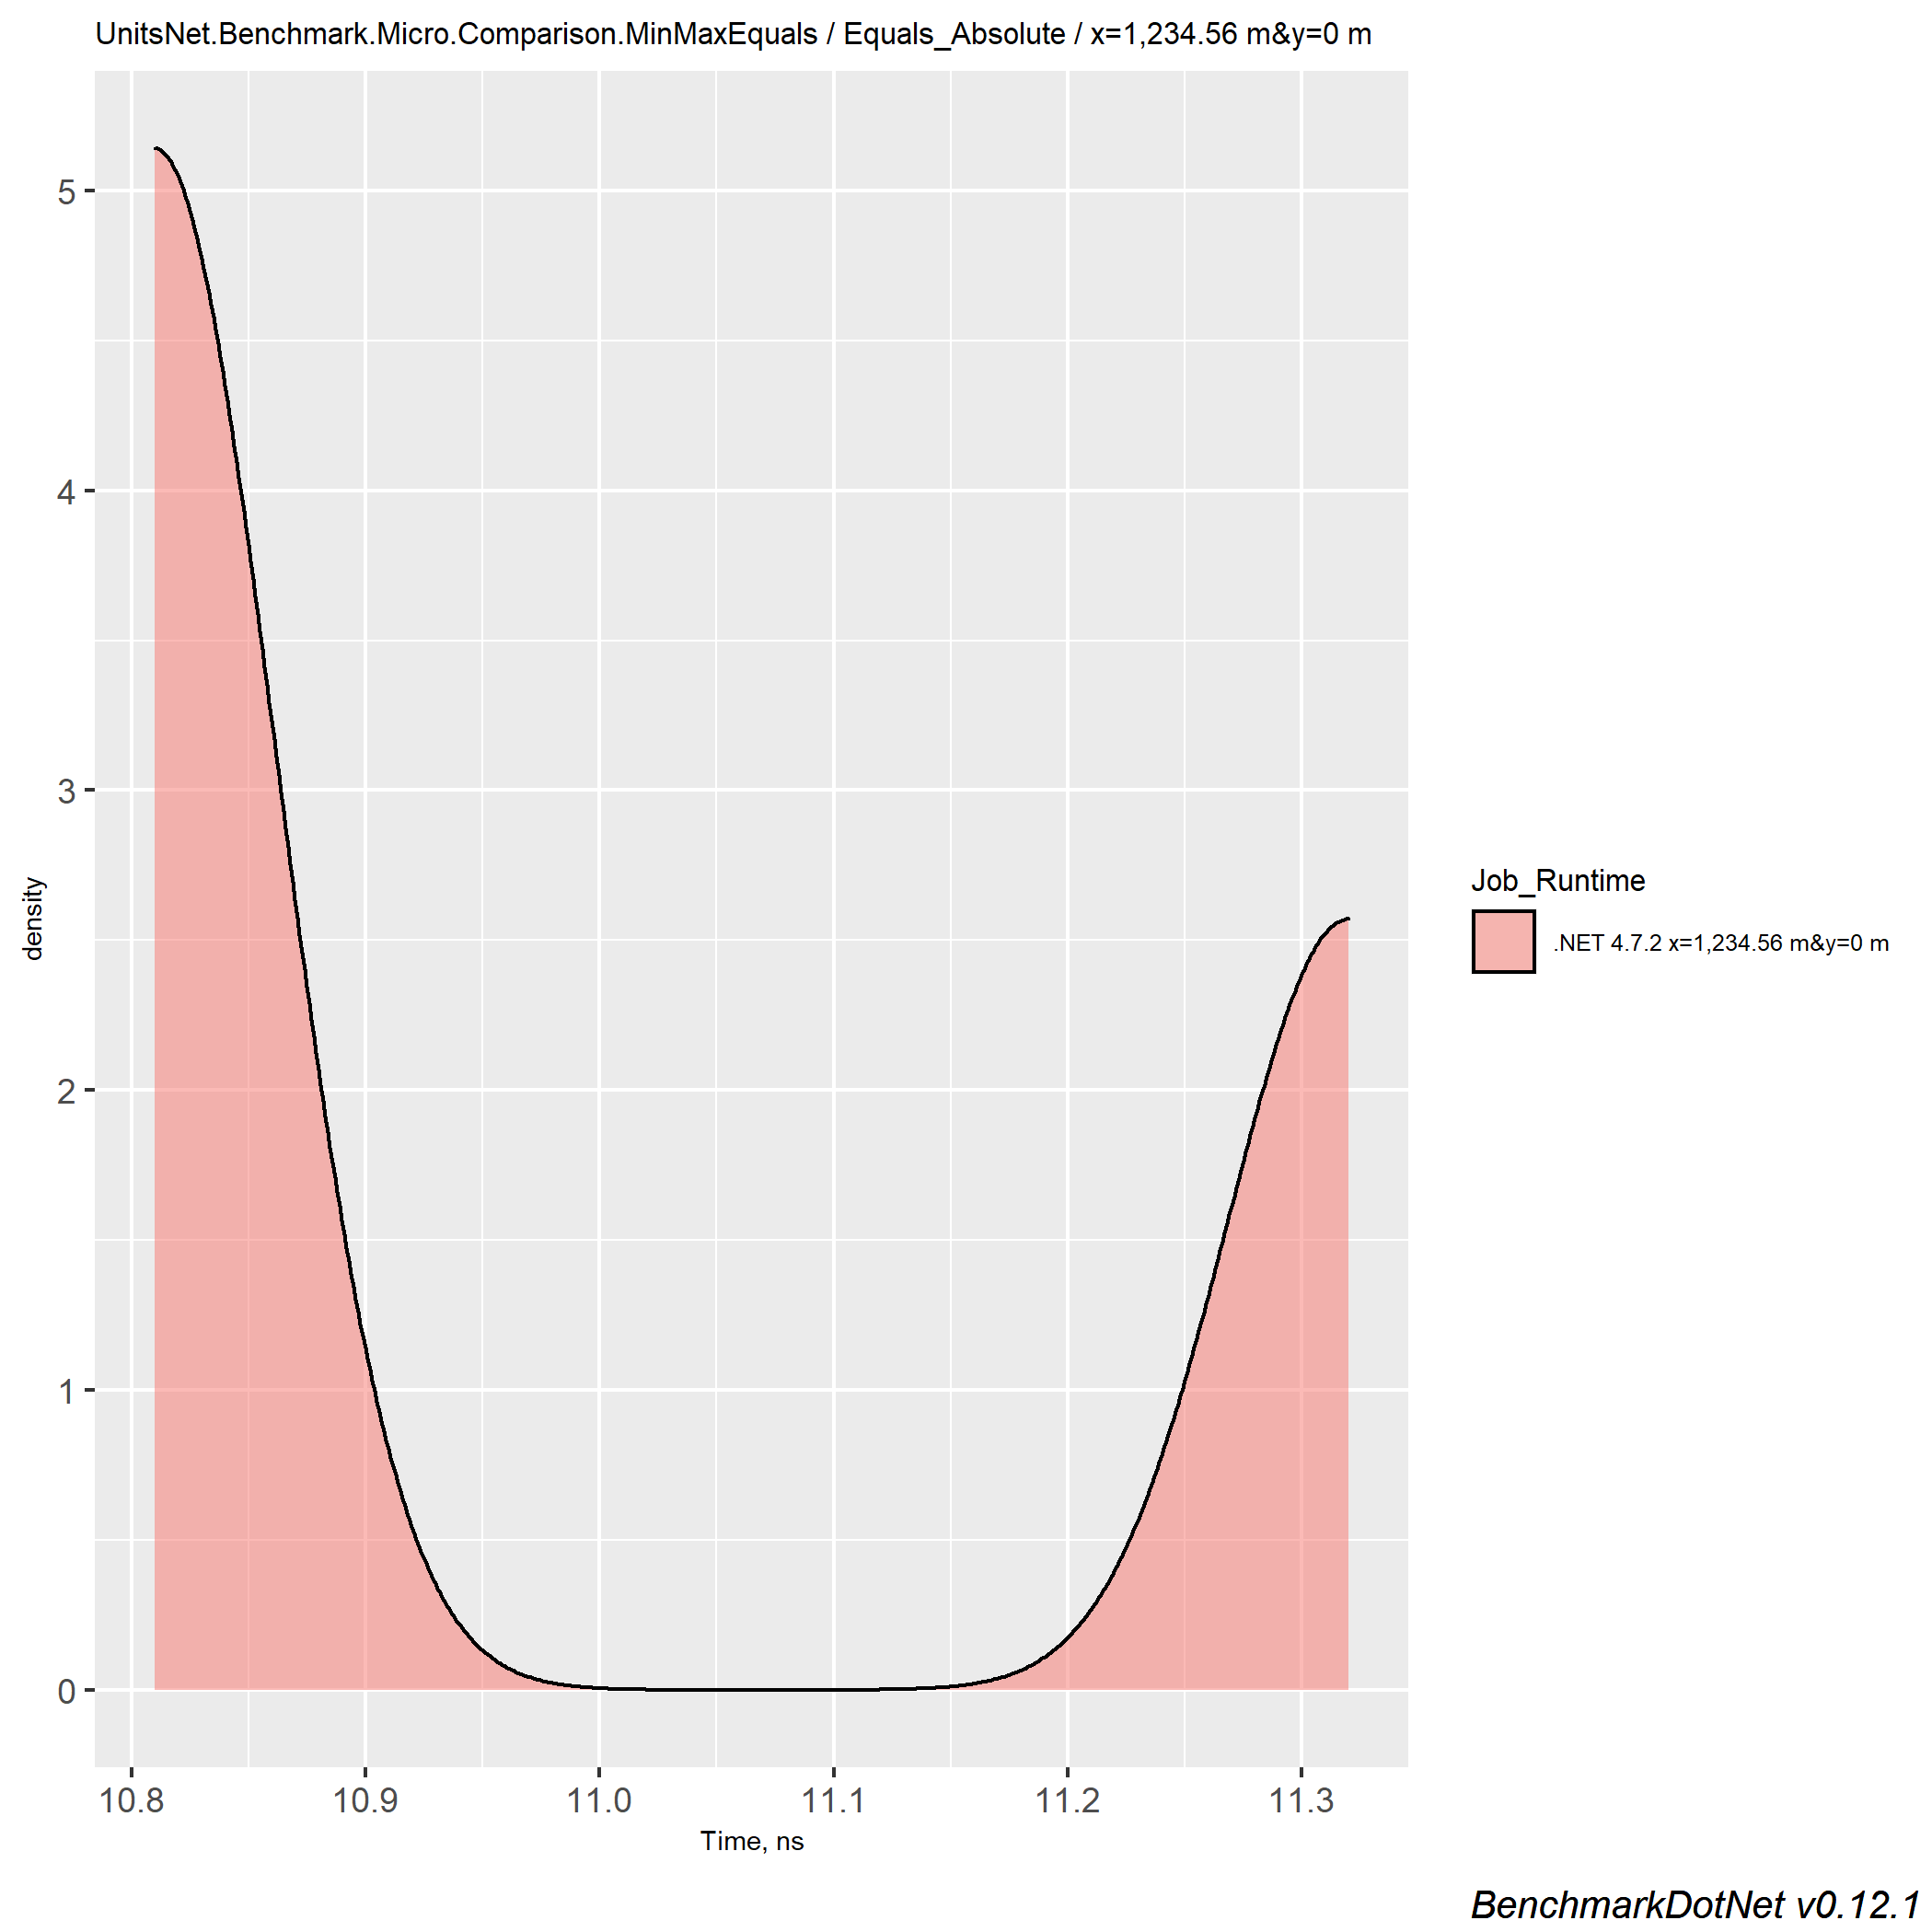 UnitsNet.Benchmark.Micro.Comparison.MinMaxEquals / Equals_Absolute / x=1,234.56 m&y=0 m
5
4
3
2
1
0
density
10.8 10.9 11.0 11.1 11.2 11.3
Time, ns
Job_Runtime
.NET 4.7.2 x=1,234.56 m&y=0 m
BenchmarkDotNet v0.12.1